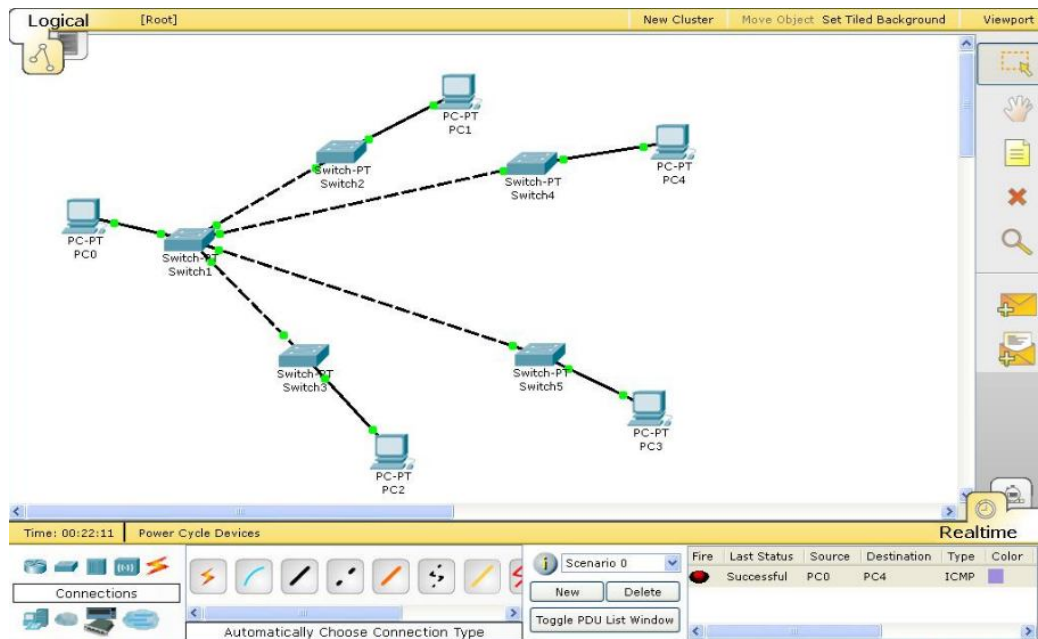 Logical [Root] New Cluster Move Object Set Tiled Background Viewport
PC-PT
PC1
Switch-PT
Switch2
PC-PT
PC4
Switch-PT
Switch4
PC-PT
PC0
Switch-PT
Switch1
Switch-PT
Switch3
Switch-PT
Switch5
PC-PT
PC3
PC-PT
PC2
Time: 00:22:11 Power Cycle Devices Realtime
Connections
Automatically Choose Connection Type
Scenario 0
New Delete
Toggle PDU List Window
Fire Last Status Source Destination Type Color
Successful PC0 PC4 ICMP